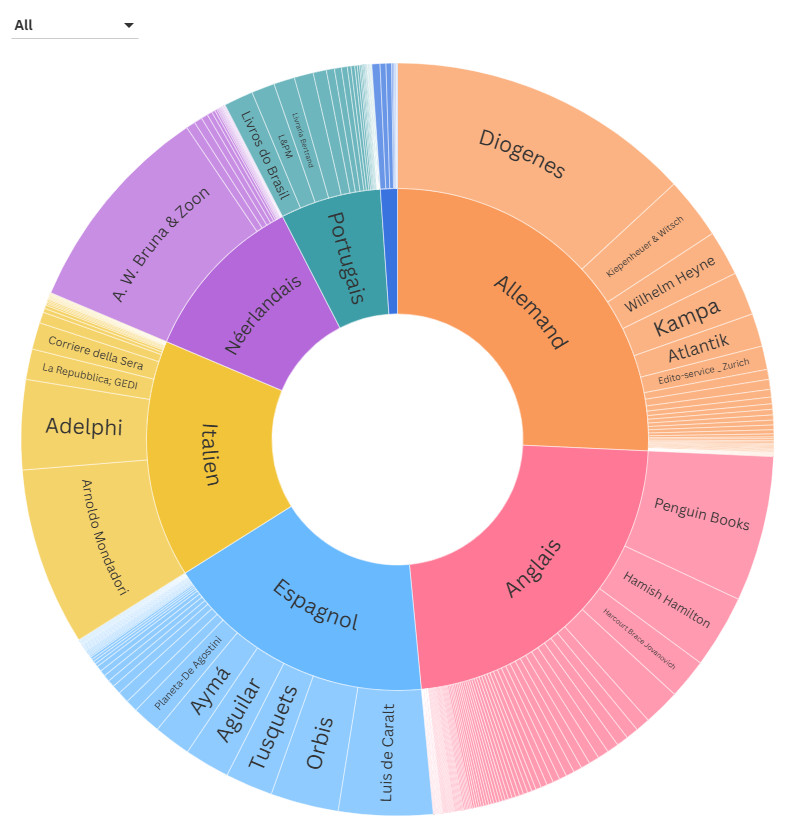 All
Diogenes
Kiepenheuer & Witsch
Wilhelm Heyne
Kampa
Atlantik
Edito-service _ Zurich
Allemand
Penguin Books
Hamish Hamilton
Harcourt Brace Jovanovich
Anglais
Luis de Caralt
Orbis
Tusquets
Aguilar
Aymá
Planeta-De Agostini
Espagnol
Arnoldo Mondadori
Adelphi
La Repubblica; GEDI
Corriere della Sera
Italien
A. W. Bruna & Zoon
Néerlandais
Livros do Brasil
L&PM
Livraria Bertrand
Portugais